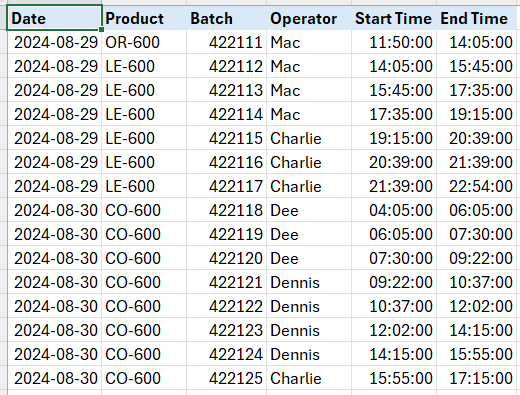 Date Product Batch Operator Start Time End Time
2024-08-29 OR-600 422111 Mac 11:50:00 14:05:00
2024-08-29 LE-600 422112 Mac 14:05:00 15:45:00
2024-08-29 LE-600 422113 Mac 15:45:00 17:35:00
2024-08-29 LE-600 422114 Mac 17:35:00 19:15:00
2024-08-29 LE-600 422115 Charlie 19:15:00 20:39:00
2024-08-29 LE-600 422116 Charlie 20:39:00 21:39:00
2024-08-29 LE-600 422117 Charlie 21:39:00 22:54:00
2024-08-30 CO-600 422118 Dee 04:05:00 06:05:00
2024-08-30 CO-600 422119 Dee 06:05:00 07:30:00
2024-08-30 CO-600 422120 Dee 07:30:00 09:22:00
2024-08-30 CO-600 422121 Dennis 09:22:00 10:37:00
2024-08-30 CO-600 422122 Dennis 10:37:00 12:02:00
2024-08-30 CO-600 422123 Dennis 12:02:00 14:15:00
2024-08-30 CO-600 422124 Dennis 14:15:00 15:55:00
2024-08-30 CO-600 422125 Charlie 15:55:00 17:15:00